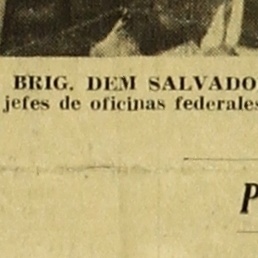 BRIG. DEM SALVADO
jefes de oficinas federales
P